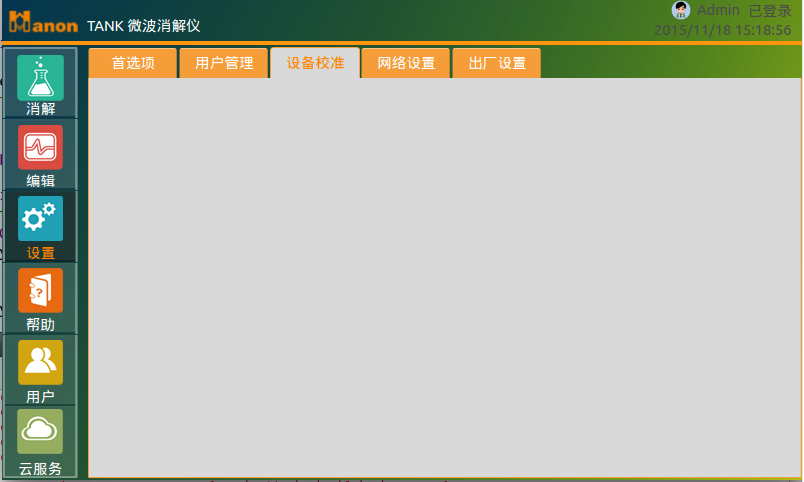 Hanon TANK 微波消解仪
Admin 已登录
2015/11/18 15:18:56
首选项 用户管理 设备校准 网络设置 出厂设置
消解
编辑
设置
帮助
用户
云服务